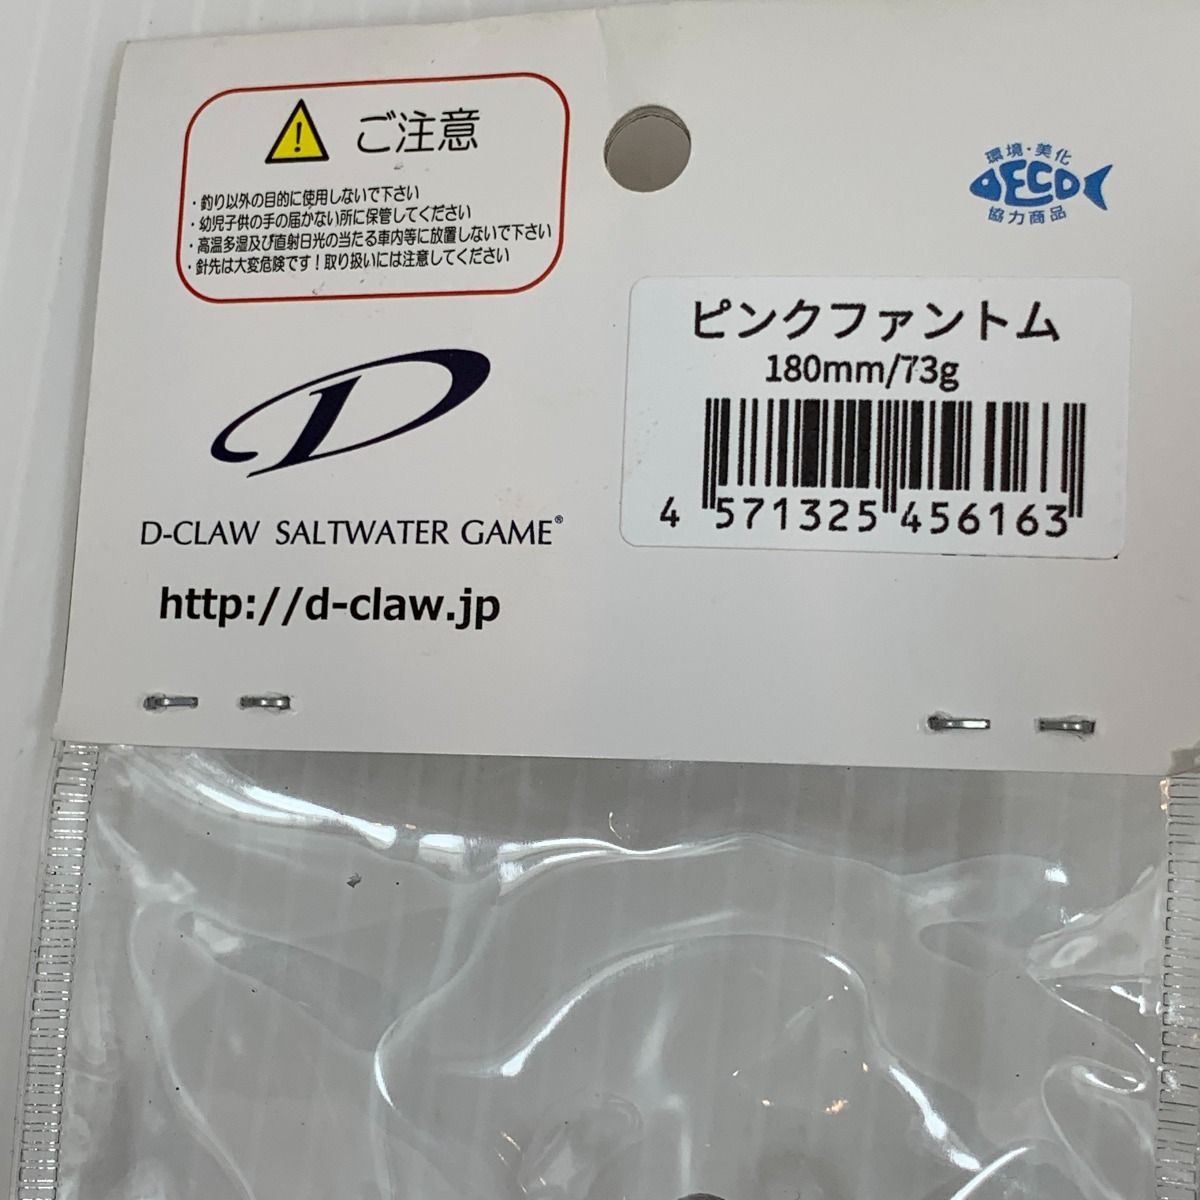 ご注意
・釣り以外の目的に使用しないで下さい
・幼児子供の手の届かない所に保管してください
・高温多湿及び直射日光の当たる車内等に放置しないで下さい
・針先は大変危険です！取り扱いには注意してください
環境・美化
DECO
協力商品
ピンクファントム
180mm/73g
4 571325 456163
D
D-CLAW SALTWATER GAME®
http://d-claw.jp